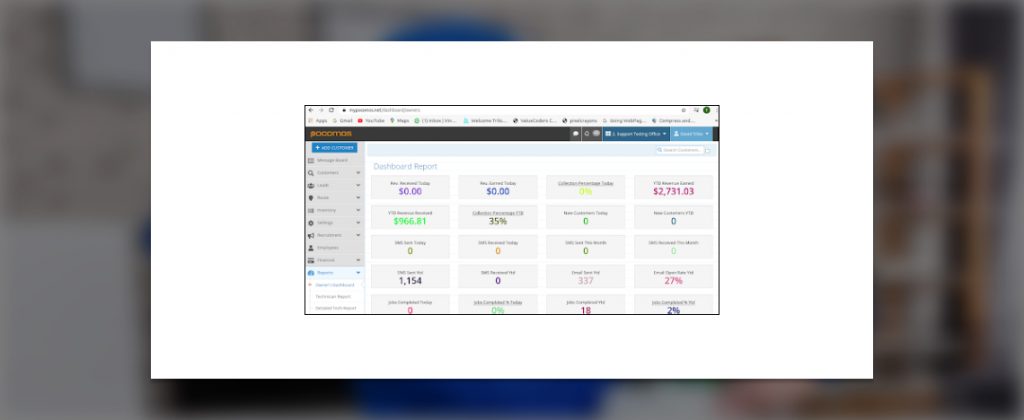 mypocomos.net/dashboard/owners
Apps Gmail YouTube Maps (1) Inbox | Welcome ValueCoders C... pixelcrayons Going WebPag... Compress and...
pocomos
2. Support Testing Office
+ ADD CUSTOMER
Search Customers...
Message Board
Customers
Leads
Route
Inventory
Settings
Recruitment
Employees
Financial
Reports
Owner's Dashboard
Technician Report
Detailed Tech Report
Dashboard Report
Rev. Received Today Rev. Earned Today Collection Percentage Today YTD Revenue Earned
$0.00 $0.00 0% $2,731.03
YTD Revenue Received Collection Percentage YTD New Customers Today New Customers YTD
$966.81 35% 0 0
SMS Sent Today SMS Received Today SMS Sent This Month SMS Received This Month
0 0 0 0
SMS Sent Ytd SMS Received Ytd Email Sent Ytd Email Open Rate Ytd
1,154 0 337 27%
Jobs Completed Today Jobs Completed % Today Jobs Completed Ytd Jobs Completed % Ytd
0 0% 18 2%